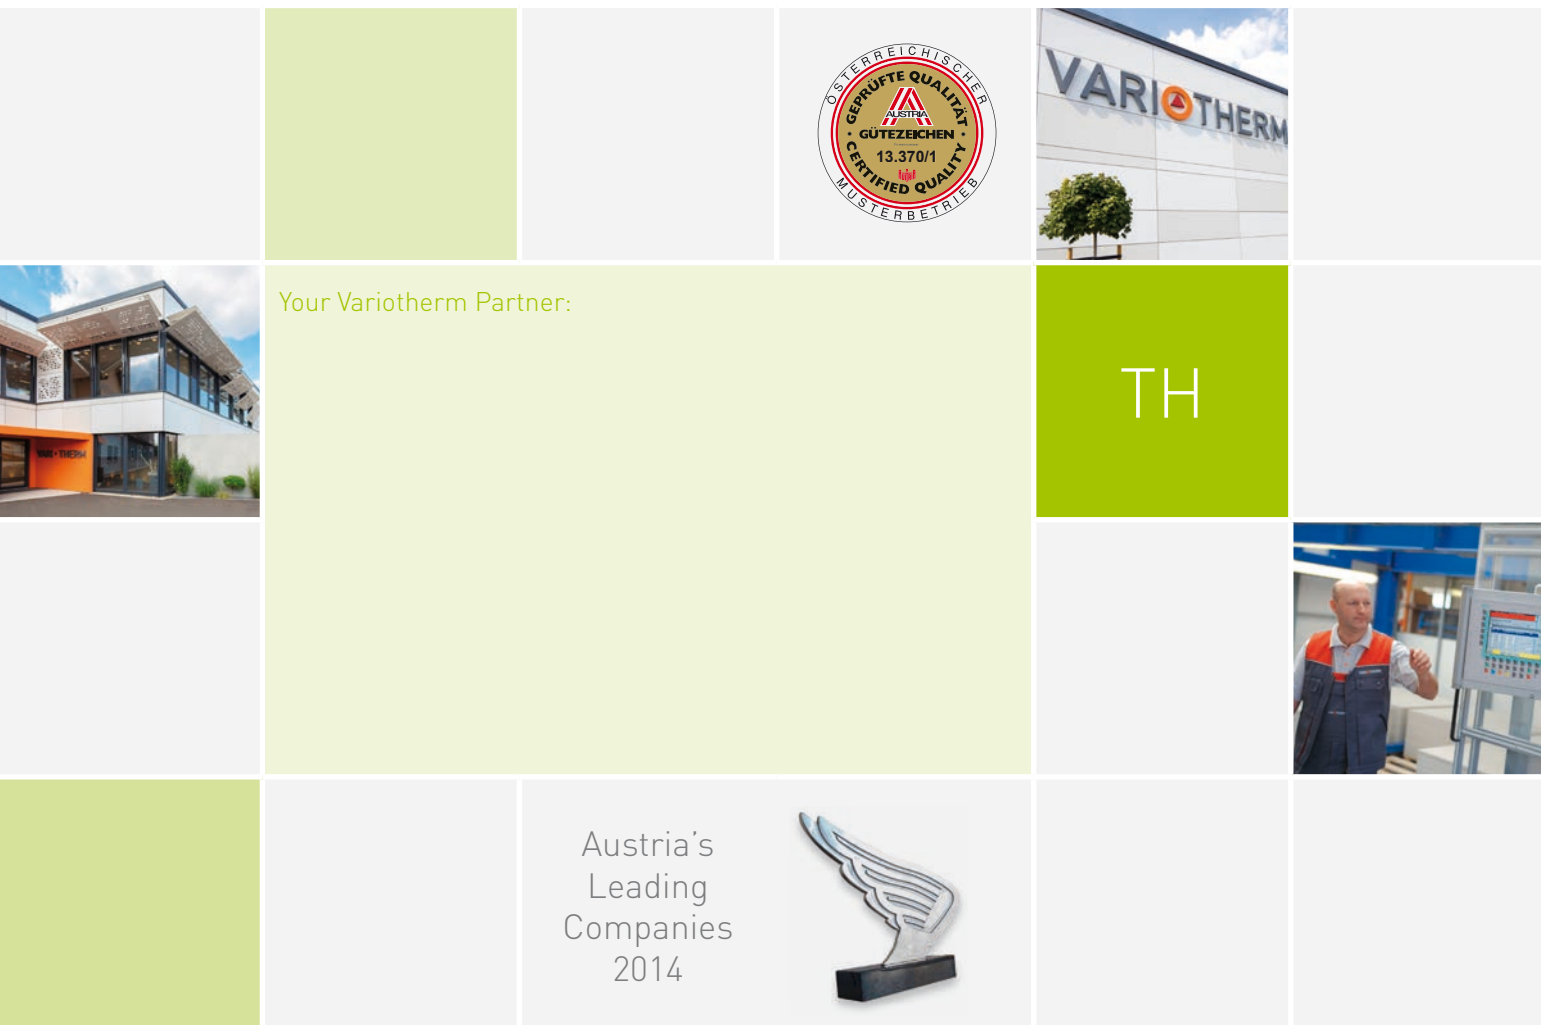 ÖSTERREICHISCHER
GEPRÜFTE QUALITÄT
AUSTRIA
GÜTEZEICHEN
13.370/1
CERTIFIED QUALITY
MUSTERBETRIEB
VARIOTHERM
Your Variotherm Partner:
TH
VARIOTHERM
Austria’s
Leading
Companies
2014